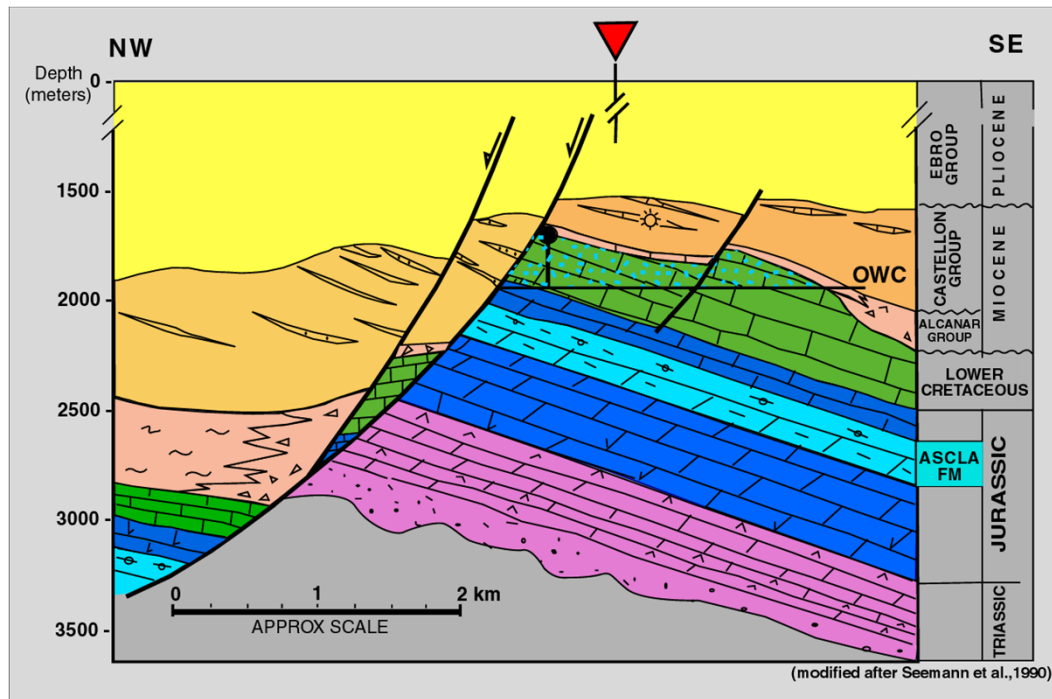 NW
SE
Depth
(meters)
0 -
1500 -
2000 -
2500 -
3000 -
3500 -
OWC
0 1 2 km
APPROX SCALE
EBRO
GROUP
PLIOCENE
CASTELLON
GROUP
MIOCENE
ALCANAR
GROUP
LOWER
CRETACEOUS
ASCLA
FM
JURASSIC
TRIASSIC
(modified after Seemann et al.,1990)